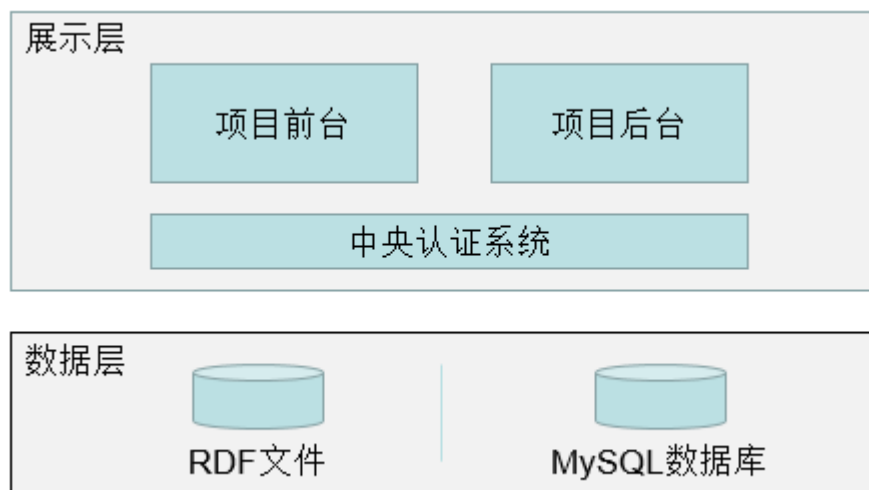 展示层
项目前台
项目后台
中央认证系统
数据层
RDF文件
MySQL数据库